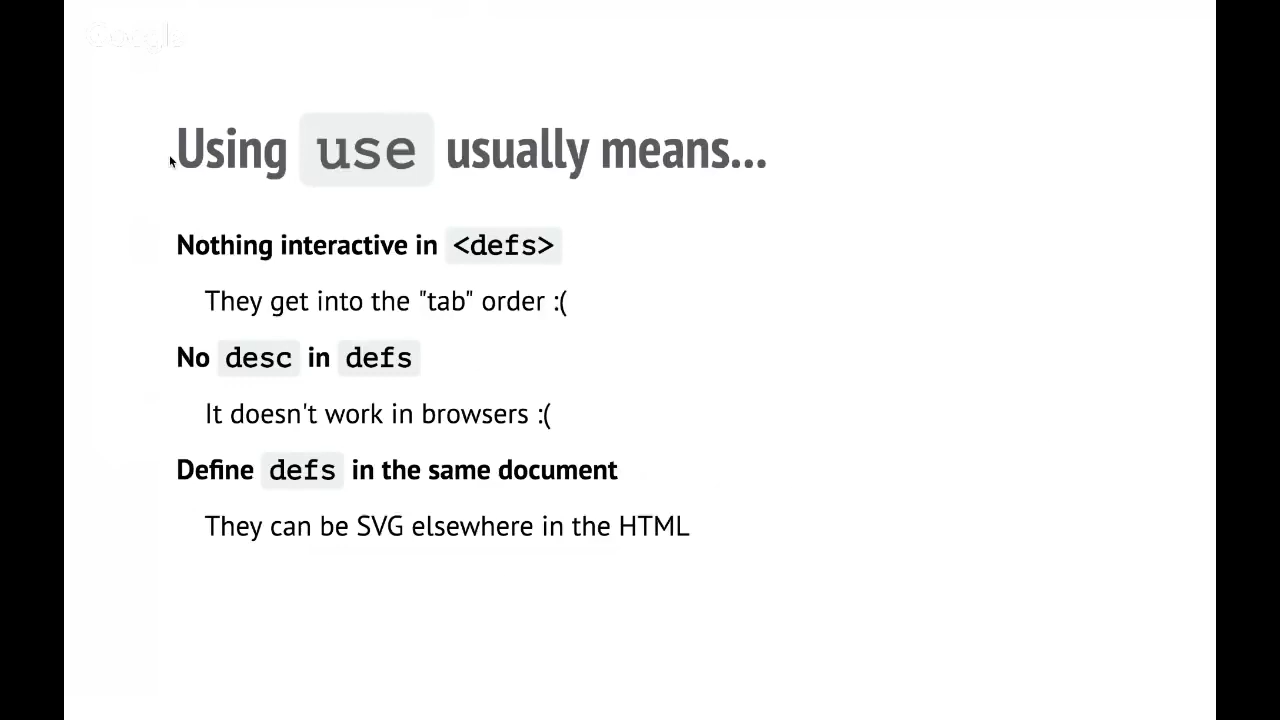 Google
Using use usually means...
Nothing interactive in <defs>
They get into the "tab" order :(
No desc in defs
It doesn't work in browsers :(
Define defs in the same document
They can be SVG elsewhere in the HTML